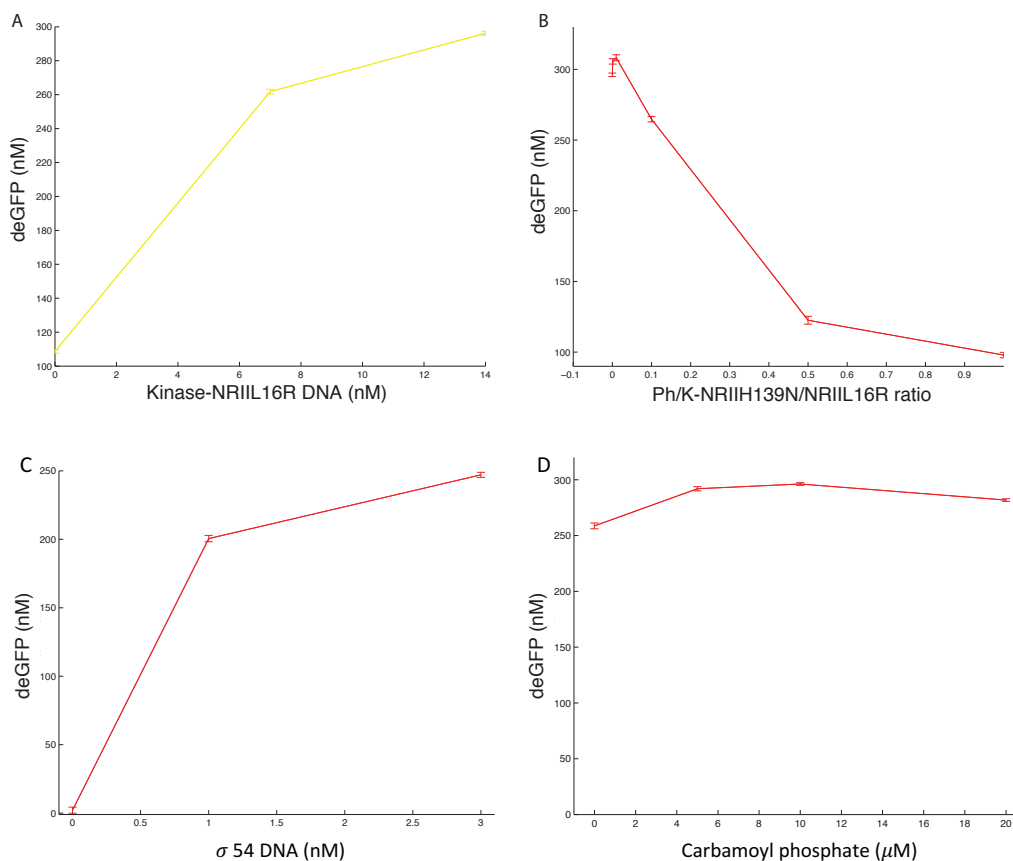 A
300
280
260
240
220
200
180
160
140
120
100
0 2 4 6 8 10 12 14
deGFP (nM)
Kinase-NRIIL16R DNA (nM)
B
300
250
200
150
100
−0.1 0 0.1 0.2 0.3 0.4 0.5 0.6 0.7 0.8 0.9
deGFP (nM)
Ph/K-NRIIH139N/NRIIL16R ratio
C
250
200
150
100
50
0
0 0.5 1 1.5 2 2.5 3
deGFP (nM)
σ 54 DNA (nM)
D
300
250
200
150
100
50
0
0 2 4 6 8 10 12 14 16 18 20
deGFP (nM)
Carbamoyl phosphate (μM)